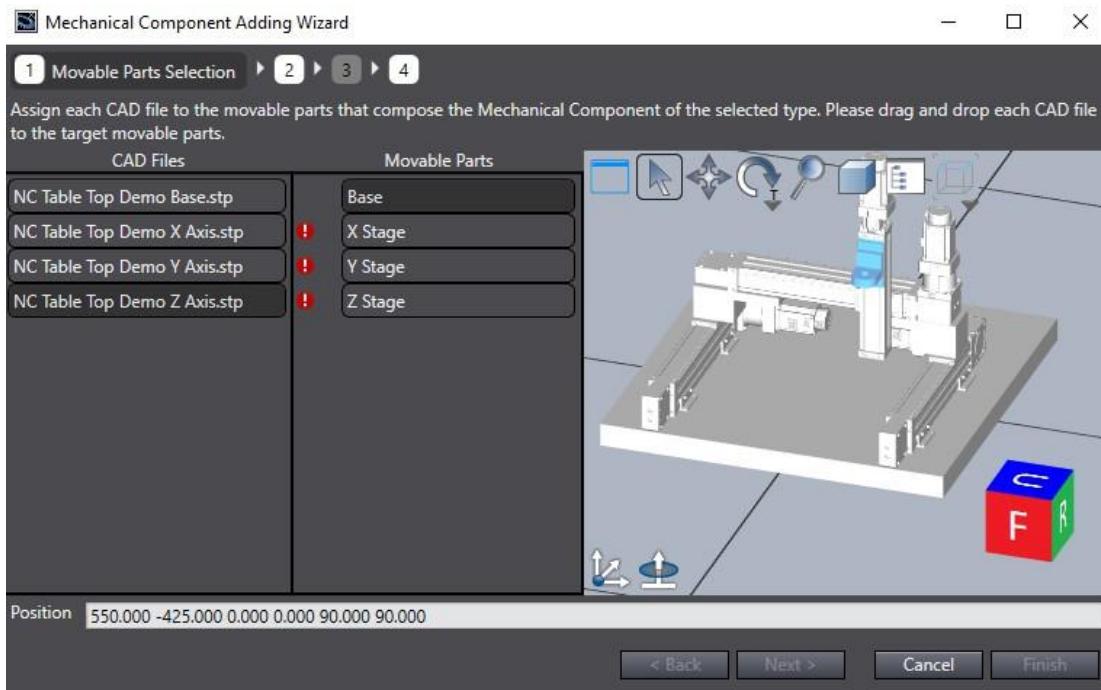 Mechanical Component Adding Wizard
1 Movable Parts Selection 2 3 4
Assign each CAD file to the movable parts that compose the Mechanical Component of the selected type. Please drag and drop each CAD file
to the target movable parts.
CAD Files Movable Parts
NC Table Top Demo Base.stp Base
NC Table Top Demo X Axis.stp ! X Stage
NC Table Top Demo Y Axis.stp ! Y Stage
NC Table Top Demo Z Axis.stp ! Z Stage
T
U
F R
Position 550.000 -425.000 0.000 0.000 90.000 90.000
< Back Next > Cancel Finish